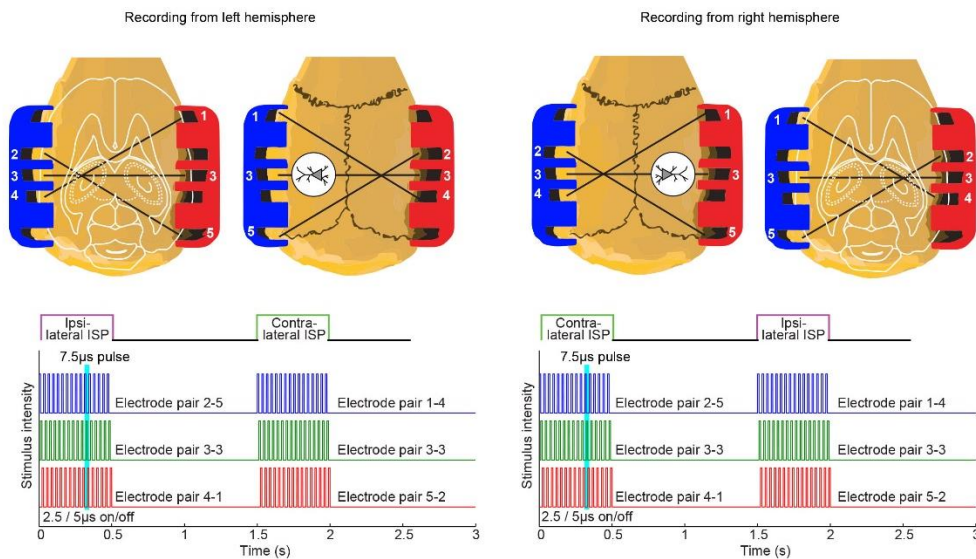 Recording from left hemisphere
Recording from right hemisphere
1
2
3
4
3
5
1
3
5
2
3
4
2
3
4
1
3
5
1
3
5
2
3
4
Ipsi-
lateral ISP
Contra-
lateral ISP
7.5μs pulse
Stimulus intensity
Electrode pair 2-5
Electrode pair 1-4
Electrode pair 3-3
Electrode pair 3-3
Electrode pair 4-1
Electrode pair 5-2
2.5 / 5μs on/off
0
0.5
1
1.5
2
2.5
3
Time (s)
Contra-
lateral ISP
Ipsi-
lateral ISP
7.5μs pulse
Stimulus intensity
Electrode pair 2-5
Electrode pair 1-4
Electrode pair 3-3
Electrode pair 3-3
Electrode pair 4-1
Electrode pair 5-2
2.5 / 5μs on/off
0
0.5
1
1.5
2
2.5
3
Time (s)